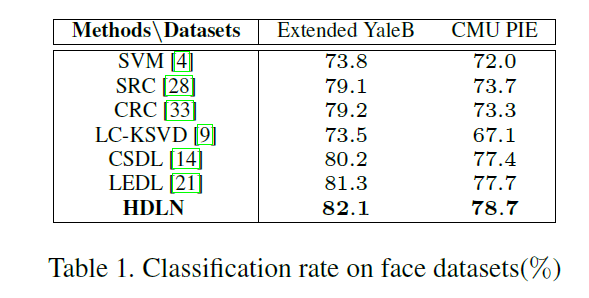 Methods\Datasets Extended YaleB CMU PIE
SVM [4] 73.8 72.0
SRC [28] 79.1 73.7
CRC [33] 79.2 73.3
LC-KSVD [9] 73.5 67.1
CSDL [14] 80.2 77.4
LEDL [21] 81.3 77.7
HDLN 82.1 78.7
Table 1. Classification rate on face datasets(%)